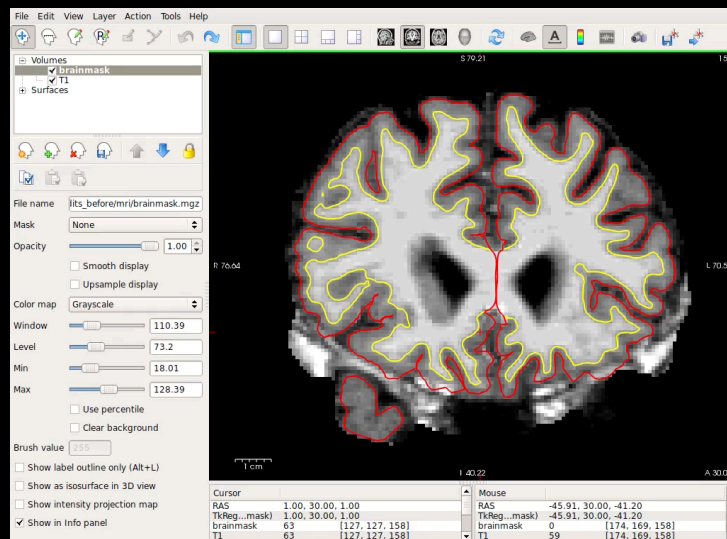 File Edit View Layer Action Tools Help
Volumes
brainmask
T1
Surfaces
File name lits_before/mri/brainmask.mgz
Mask None
Opacity 1.00
Smooth display
Upsample display
Color map Grayscale
Window 110.39
Level 73.2
Min 18.01
Max 128.39
Use percentile
Clear background
Brush value 255
Show label outline only (Alt+L)
Show as isosurface in 3D view
Show intensity projection map
Show in Info panel
S 79.21
15
R 76.64
L 70.5
1 cm
I 40.22
A 30.0
Cursor
RAS 1.00, 30.00, 1.00
TkReg...mask) 1.00, 30.00, 1.00
brainmask 63 [127, 127, 158]
T1 63 [127, 127, 158]
Mouse
RAS -45.91, 30.00, -41.20
TkReg...mask) -45.91, 30.00, -41.20
brainmask 0 [174, 169, 158]
T1 59 [174, 169, 158]